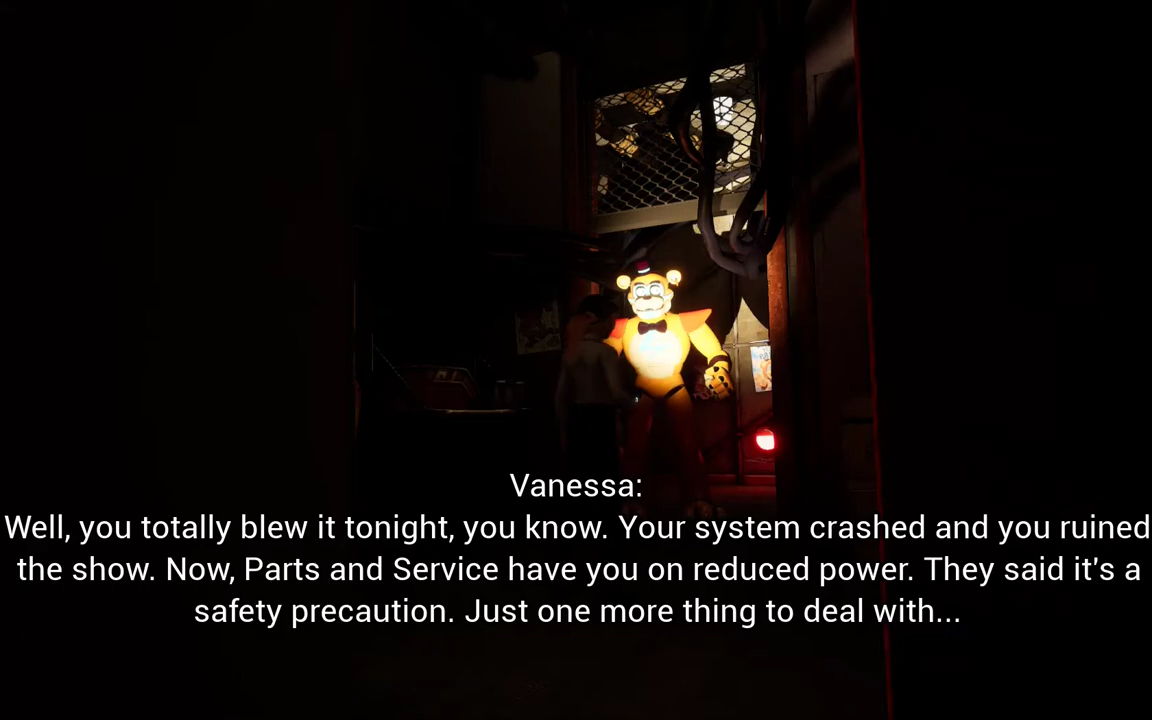 Vanessa:
Well, you totally blew it tonight, you know. Your system crashed and you ruined
the show. Now, Parts and Service have you on reduced power. They said it's a
safety precaution. Just one more thing to deal with...